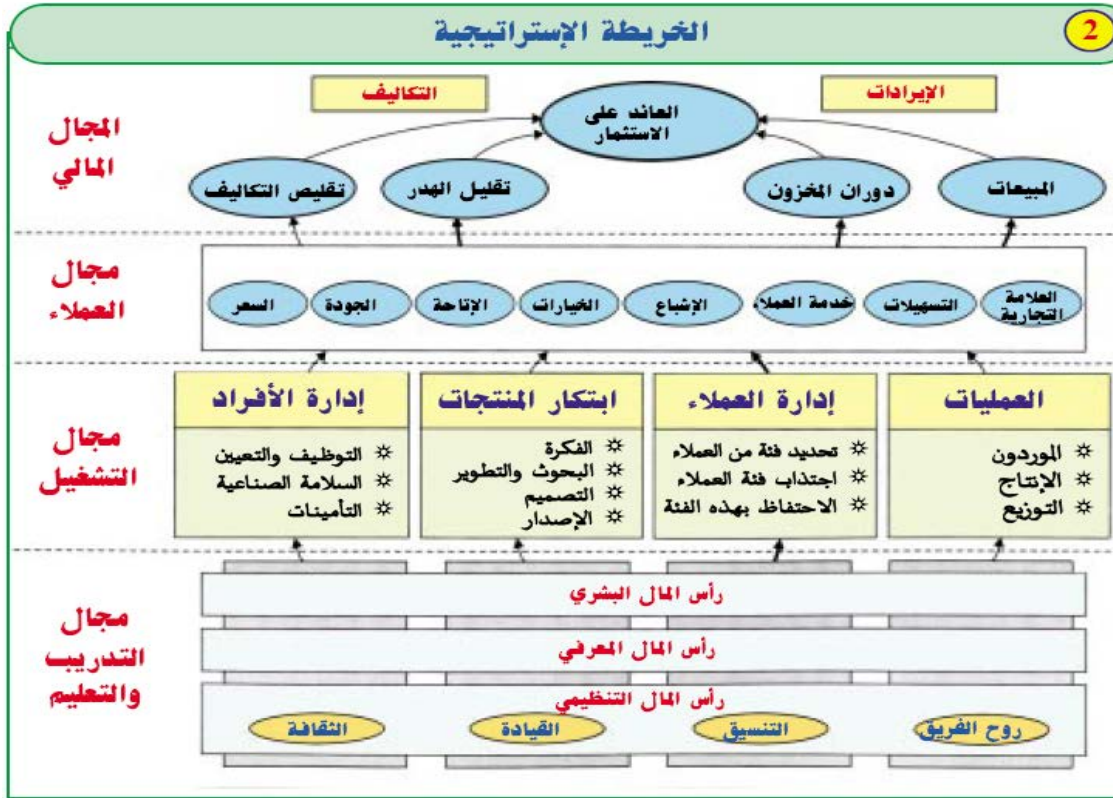 2
الخريطة الإستراتيجية
الإيرادات
التكاليف
العائد على
الاستثمار
المجال
المالي
المبيعات
دوران المخزون
تقليل الهدر
تقليص التكاليف
مجال
العملاء
العلامة
التجارية
التسهيلات
خدمة العملاء
الإشباع
الخيارات
الإتاحة
الجودة
السعر
مجال
التشغيل
العمليات
الموردون
الإنتاج
التوزيع
إدارة العملاء
تحديد فئة من العملاء
اجتذاب فئة العملاء
الاحتفاظ بهذه الفئة
ابتكار المنتجات
الفكرة
البحوث والتطوير
التصميم
الإصدار
إدارة الأفراد
التوظيف والتعيين
السلامة الصناعية
التأمينات
مجال
التدريب
والتعليم
رأس المال البشري
رأس المال المعرفي
رأس المال التنظيمي
روح الفريق
التنسيق
القيادة
الثقافة